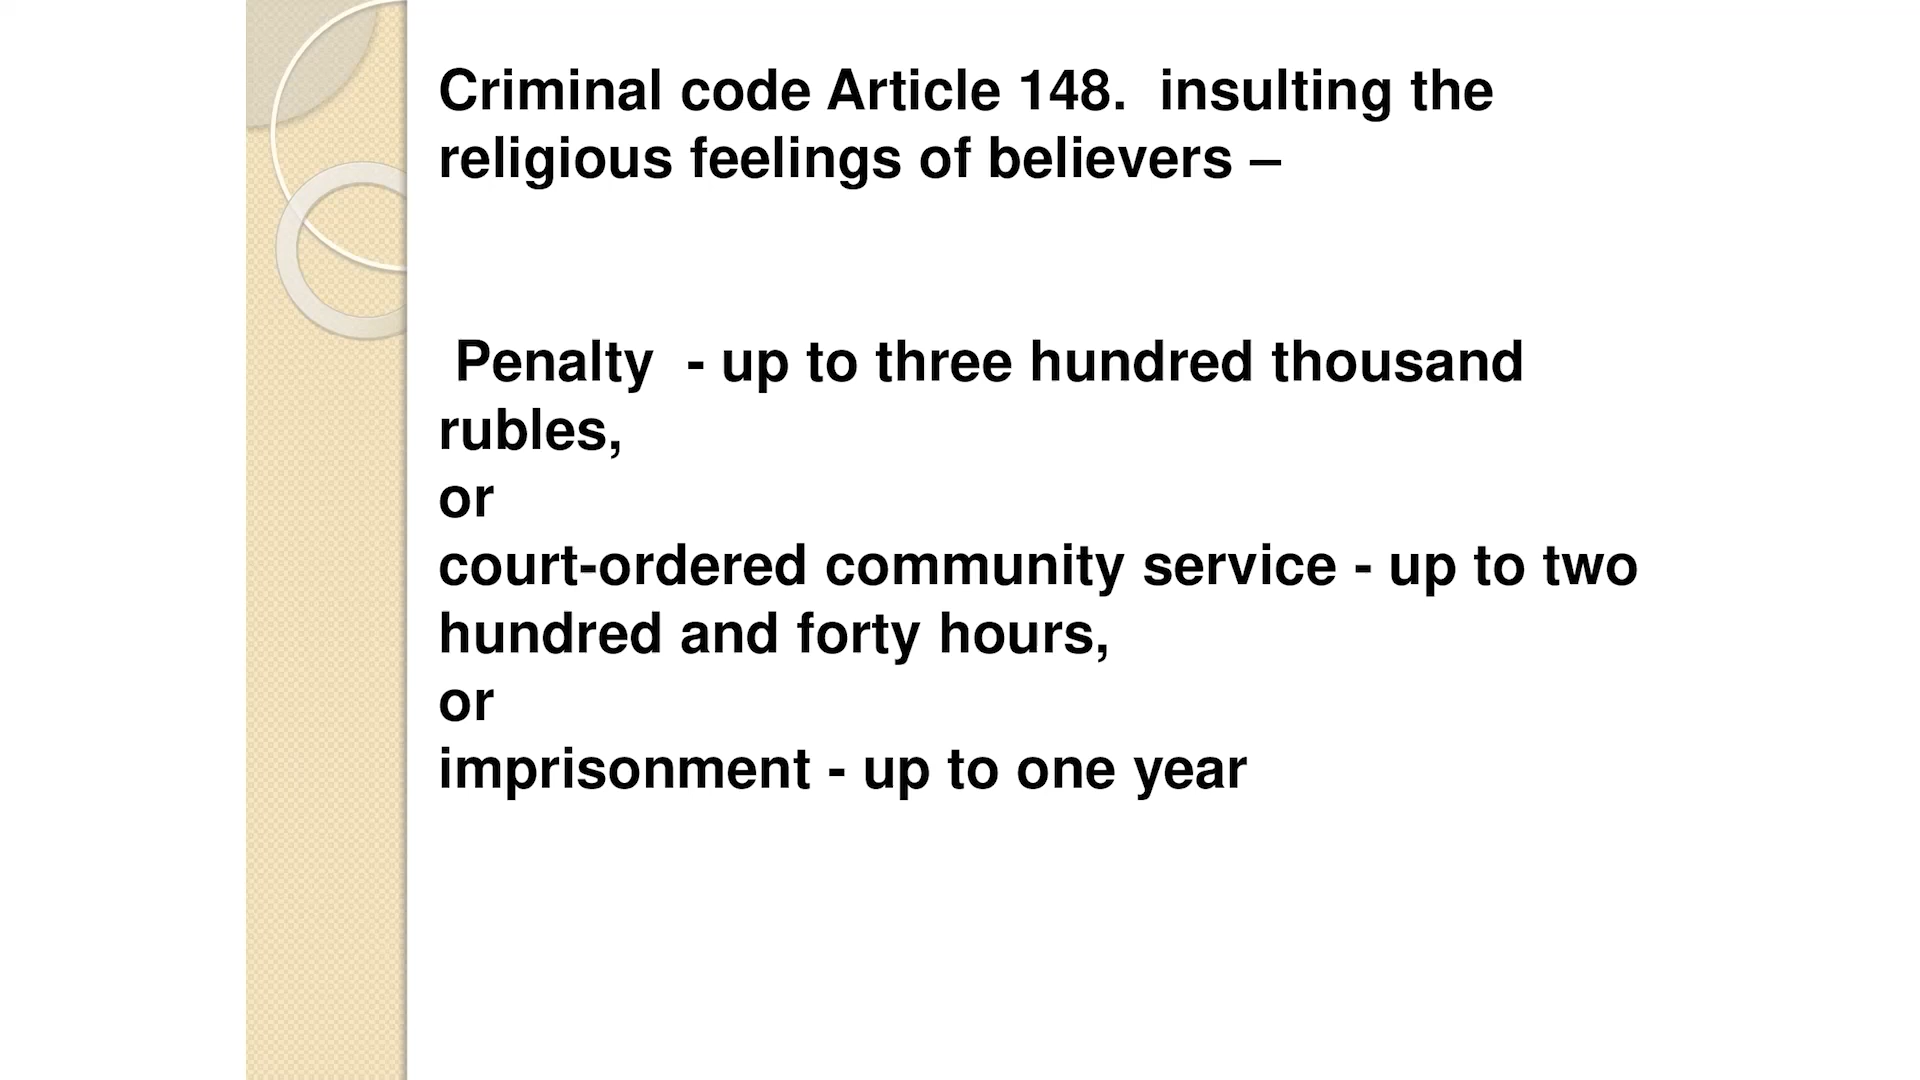 Criminal code Article 148.  insulting the
religious feelings of believers –
Penalty  - up to three hundred thousand
rubles,
or
court-ordered community service - up to two
hundred and forty hours,
or
imprisonment - up to one year